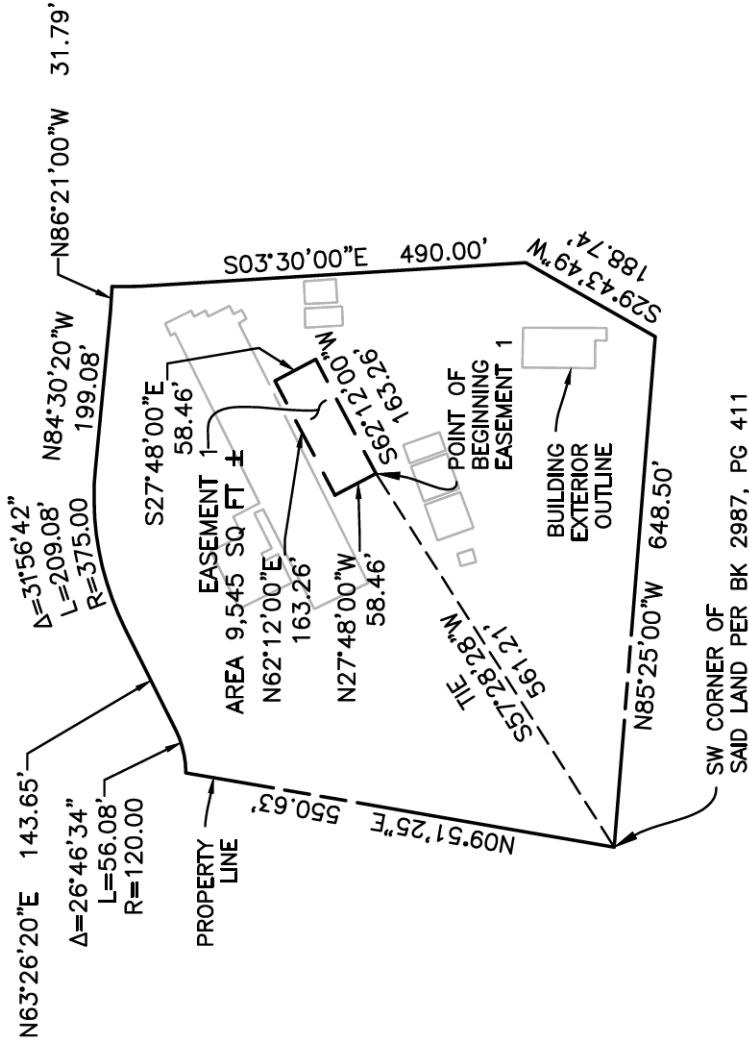 N63°26'20"E 143.65'
Δ=26°46'34"
L=56.08'
R=120.00
PROPERTY
LINE
Δ=31°56'42"
L=209.08'
R=375.00
N84°30'20"W
199.08'
N86°21'00"W 31.79'
S03°30'00"E 490.00'
S29°43'49"W
188.74'
S27°48'00"E
58.46'
EASEMENT 1
AREA 9,545 SQ FT ±
N62°12'00"E
163.26'
N27°48'00"W
58.46'
S62°12'00"W
163.26'
POINT OF
BEGINNING
EASEMENT 1
BUILDING
EXTERIOR
OUTLINE
TIE
S57°28'28"W
561.21'
N09°51'25"E 550.63'
N85°25'00"W 648.50'
SW CORNER OF
SAID LAND PER BK 2987, PG 411